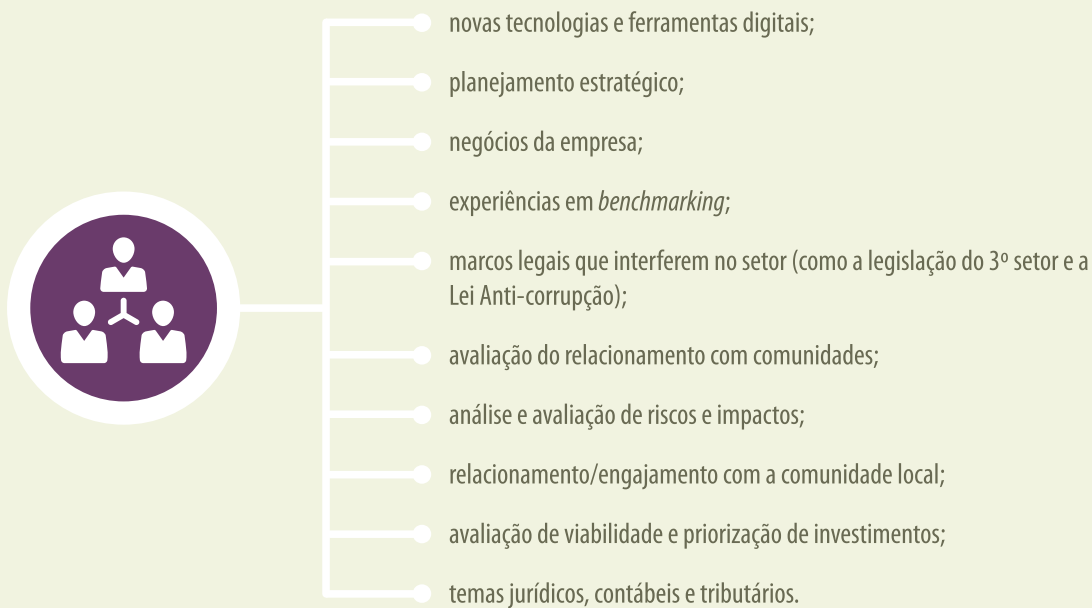 novas tecnologias e ferramentas digitais;
planejamento estratégico;
negócios da empresa;
experiências em benchmarking;
marcos legais que interferem no setor (como a legislação do 3º setor e a
Lei Anti-corrupção);
avaliação do relacionamento com comunidades;
análise e avaliação de riscos e impactos;
relacionamento/engajamento com a comunidade local;
avaliação de viabilidade e priorização de investimentos;
temas jurídicos, contábeis e tributários.